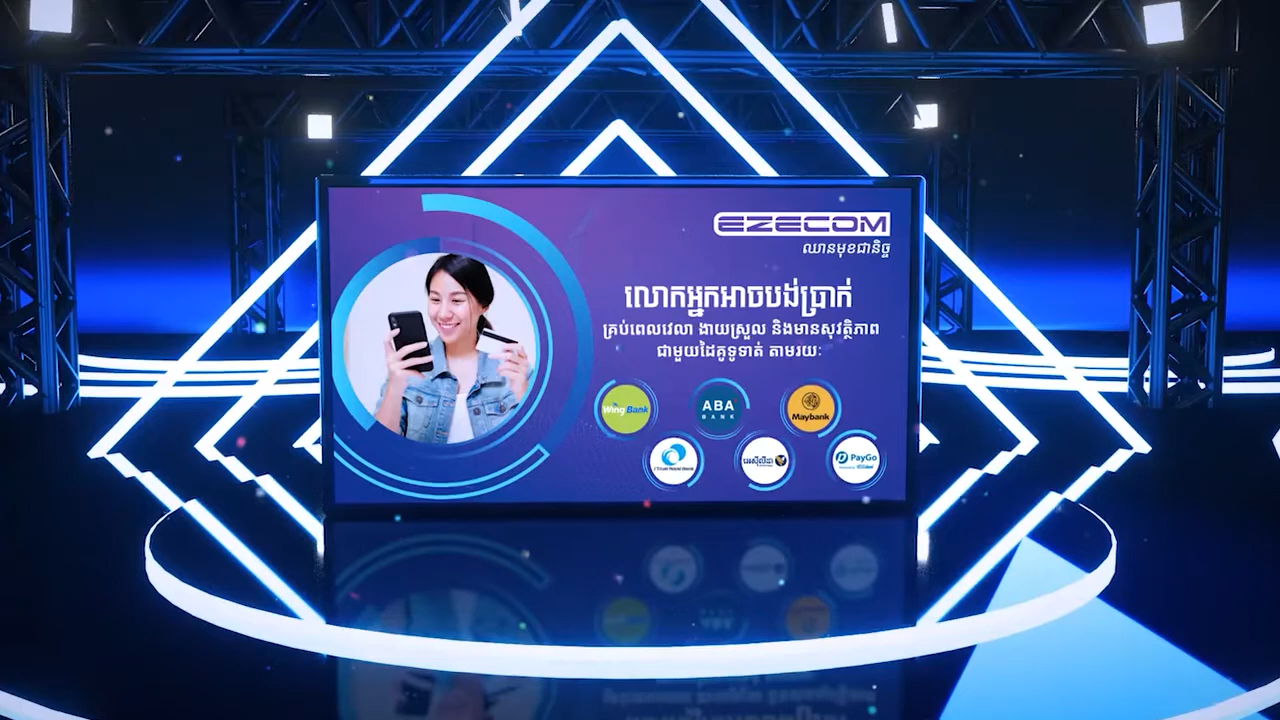 EZECOM
ឈានមុខជានិច្ច
លោកអ្នកអាចបង់ប្រាក់
គ្រប់ពេលវេលា ងាយស្រួល និងមានសុវត្ថិភាព
ជាមួយដៃគូទូទាត់ តាមរយៈ
Wing Bank
ABA
BANK
Maybank
PayGo